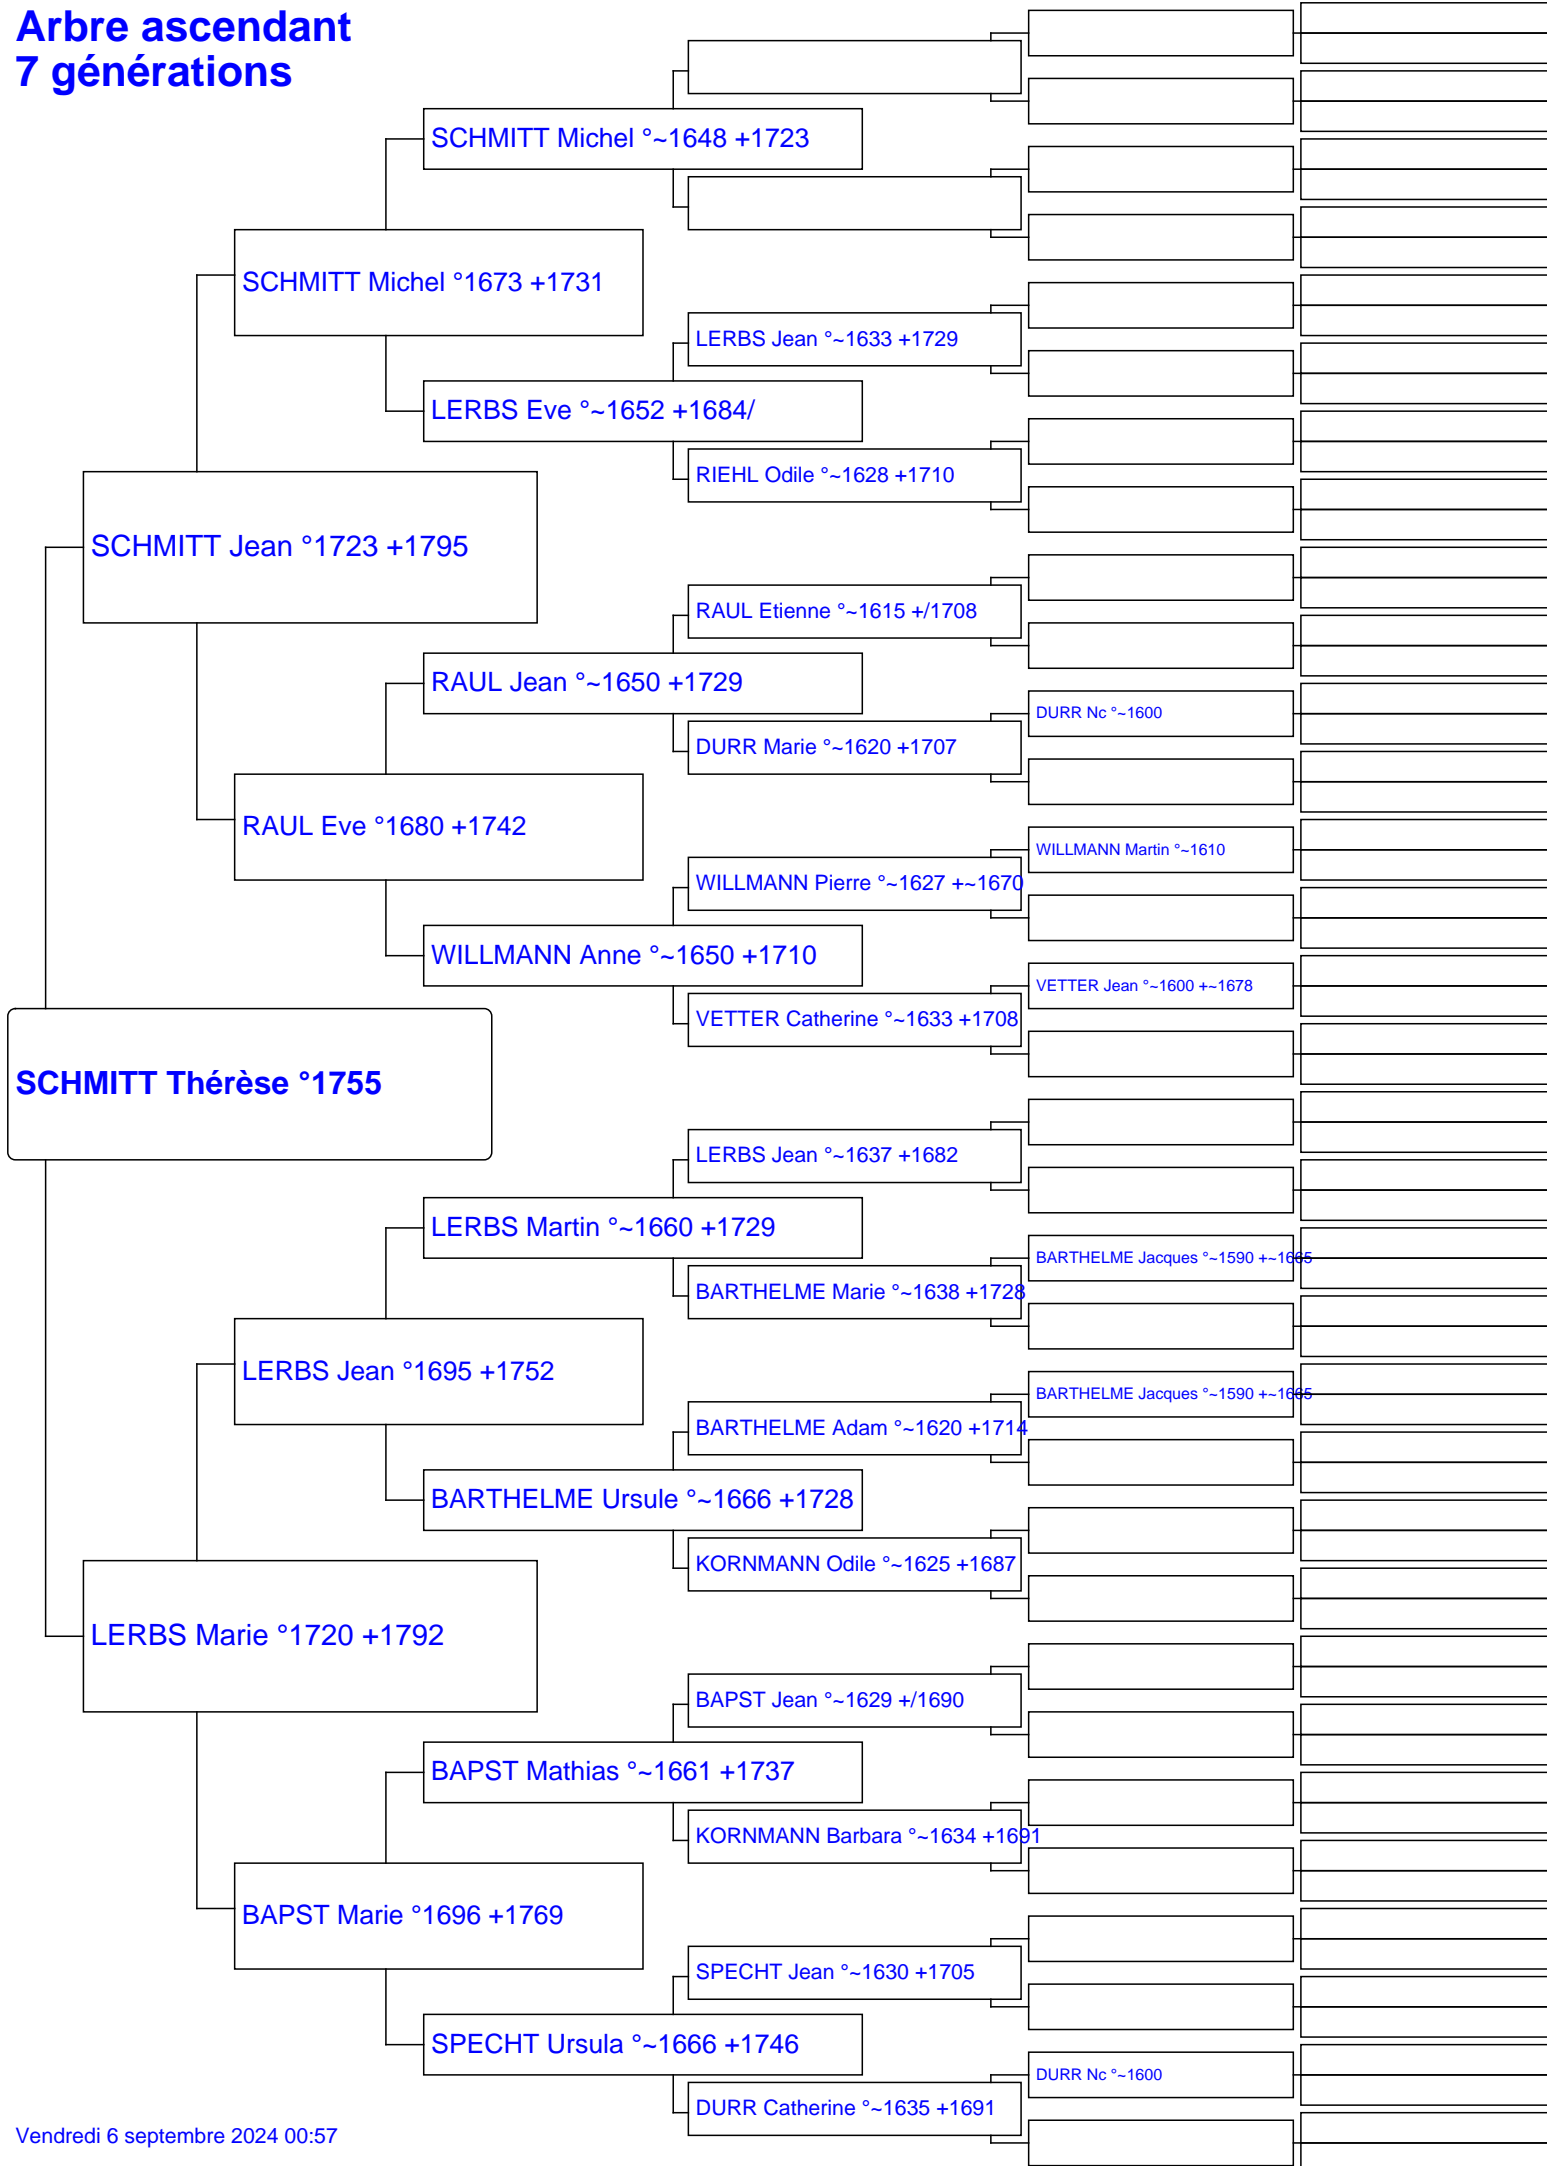 Arbre ascendant
7 générations
SCHMITT Michel °~1648 +1723
SCHMITT Michel °1673 +1731
LERBS Jean °~1633 +1729
LERBS Eve °~1652 +1684/
RIEHL Odile °~1628 +1710
SCHMITT Jean °1723 +1795
RAUL Etienne °~1615 +/1708
RAUL Jean °~1650 +1729
DURR Nc °~1600
DURR Marie °~1620 +1707
RAUL Eve °1680 +1742
WILLMANN Martin °~1610
WILLMANN Pierre °~1627 +~1670
WILLMANN Anne °~1650 +1710
VETTER Jean °~1600 +~1678
VETTER Catherine °~1633 +1708
SCHMITT Thérèse °1755
LERBS Jean °~1637 +1682
LERBS Martin °~1660 +1729
BARTHELME Jacques °~1590 +~1665
BARTHELME Marie °~1638 +1728
LERBS Jean °1695 +1752
BARTHELME Jacques °~1590 +~1665
BARTHELME Adam °~1620 +1714
BARTHELME Ursule °~1666 +1728
KORNMANN Odile °~1625 +1687
LERBS Marie °1720 +1792
BAPST Jean °~1629 +/1690
BAPST Mathias °~1661 +1737
KORNMANN Barbara °~1634 +1691
BAPST Marie °1696 +1769
SPECHT Jean °~1630 +1705
SPECHT Ursula °~1666 +1746
DURR Nc °~1600
DURR Catherine °~1635 +1691
Vendredi 6 septembre 2024 00:57